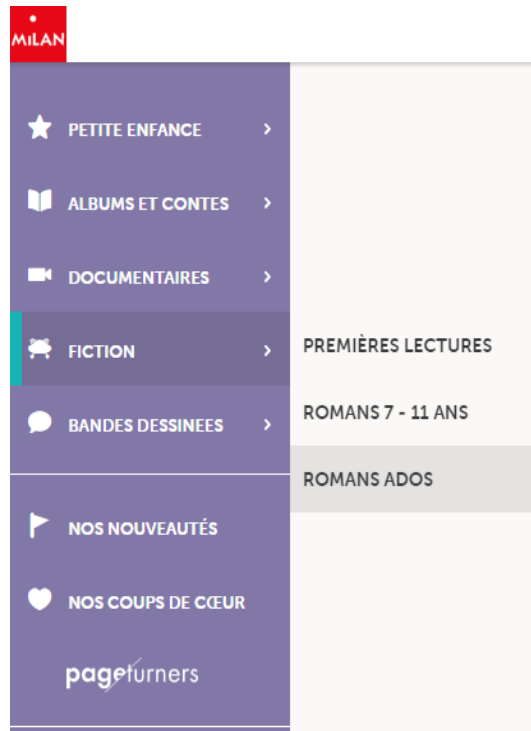 MiLAN
PETITE ENFANCE
ALBUMS ET CONTES
DOCUMENTAIRES
FICTION
BANDES DESSINEES
NOS NOUVEAUTÉS
NOS COUPS DE CŒUR
pageturners
PREMIÈRES LECTURES
ROMANS 7 - 11 ANS
ROMANS ADOS